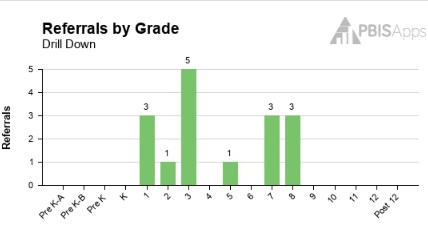 Referrals by Grade
Drill Down
PBISApps
Referrals
5
4
3
2
1
0
3
1
5
1
3
3
Pre K-A
Pre K-B
Pre K
K
1
2
3
4
5
6
7
8
9
10
11
12
Post 12